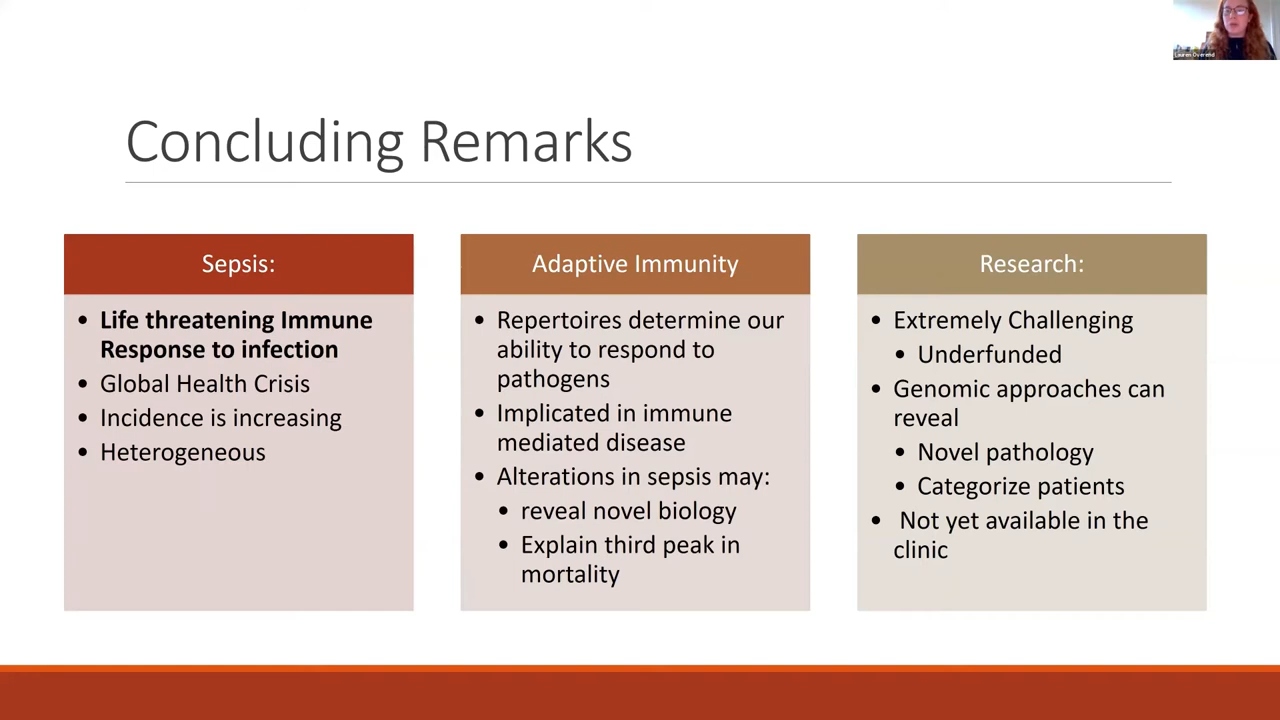 Lauren Overend
Concluding Remarks
Sepsis:
• Life threatening Immune
Response to infection
• Global Health Crisis
• Incidence is increasing
• Heterogeneous
Adaptive Immunity
• Repertoires determine our
ability to respond to
pathogens
• Implicated in immune
mediated disease
• Alterations in sepsis may:
• reveal novel biology
• Explain third peak in
mortality
Research:
• Extremely Challenging
• Underfunded
• Genomic approaches can
reveal
• Novel pathology
• Categorize patients
• Not yet available in the
clinic